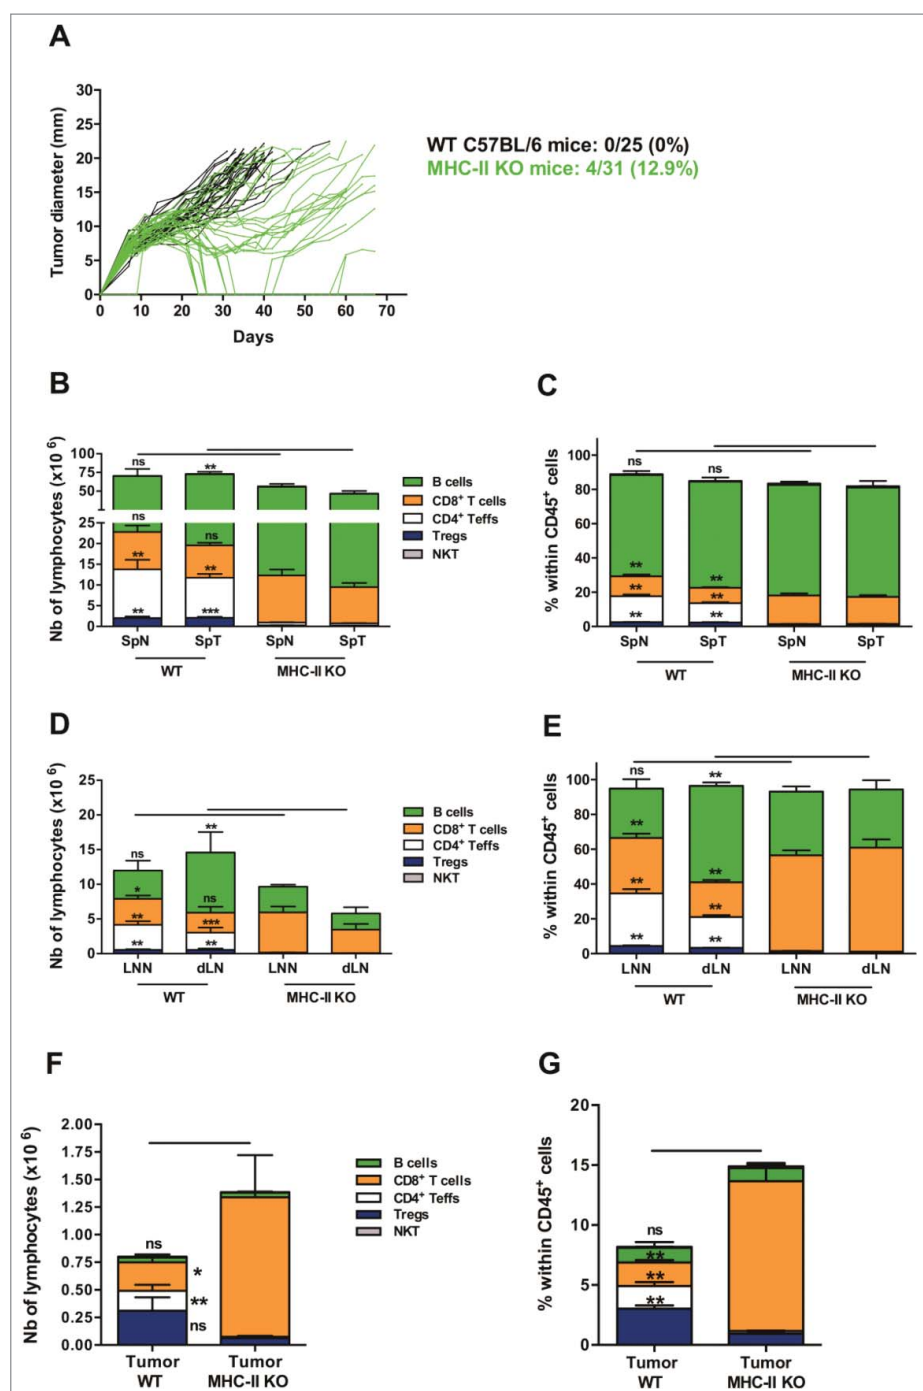 A
Tumor diameter (mm)
30
25
20
15
10
5
0
0 10 20 30 40 50 60 70
Days
WT C57BL/6 mice: 0/25 (0%)
MHC-II KO mice: 4/31 (12.9%)
B
Nb of lymphocytes (x10 6)
100
75
50
25
20
15
10
5
0
ns
**
ns
ns
**
**
**
***
SpN SpT SpN SpT
WT MHC-II KO
B cells
CD8+ T cells
CD4+ Teffs
Tregs
NKT
C
% within CD45+ cells
100
80
60
40
20
0
ns
ns
**
**
**
**
**
**
SpN SpT SpN SpT
WT MHC-II KO
D
Nb of lymphocytes (x10 6)
25
20
15
10
5
0
**
ns
*
ns
**
***
**
**
LNN dLN LNN dLN
WT MHC-II KO
B cells
CD8+ T cells
CD4+ Teffs
Tregs
NKT
E
% within CD45+ cells
100
80
60
40
20
0
ns
**
**
**
**
**
**
**
LNN dLN LNN dLN
WT MHC-II KO
F
Nb of lymphocytes (x10 6)
2.00
1.75
1.50
1.25
1.00
0.75
0.50
0.25
0.00
ns
*
**
ns
Tumor Tumor
WT MHC-II KO
B cells
CD8+ T cells
CD4+ Teffs
Tregs
NKT
G
% within CD45+ cells
20
15
10
5
0
ns
**
**
**
Tumor Tumor
WT MHC-II KO